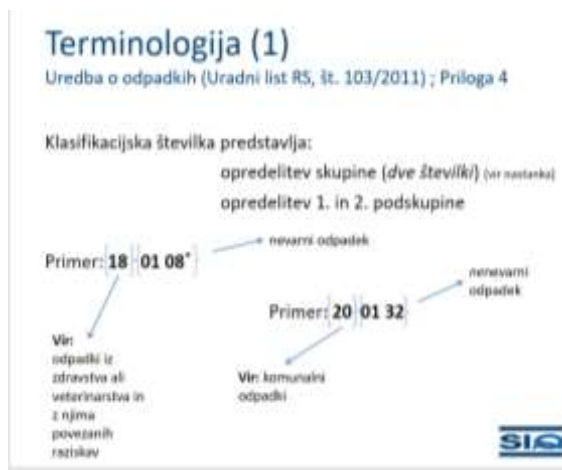 Terminologija (1)
Uredba o odpadkih (Uradni list RS, št. 103/2011) ; Priloga 4
Klasifikacijska številka predstavlja:
opredelitev skupine (dve številki) (vir nastanka)
opredelitev 1. in 2. podskupine
nevarni odpadek
Primer: 18 01 08*
nenevarni
odpadek
Primer: 20 01 32
Vir:
odpadki iz
zdravstva ali
veterinarstva in
z njima
povezanih
raziskav
Vir: komunalni
odpadki
SIQ